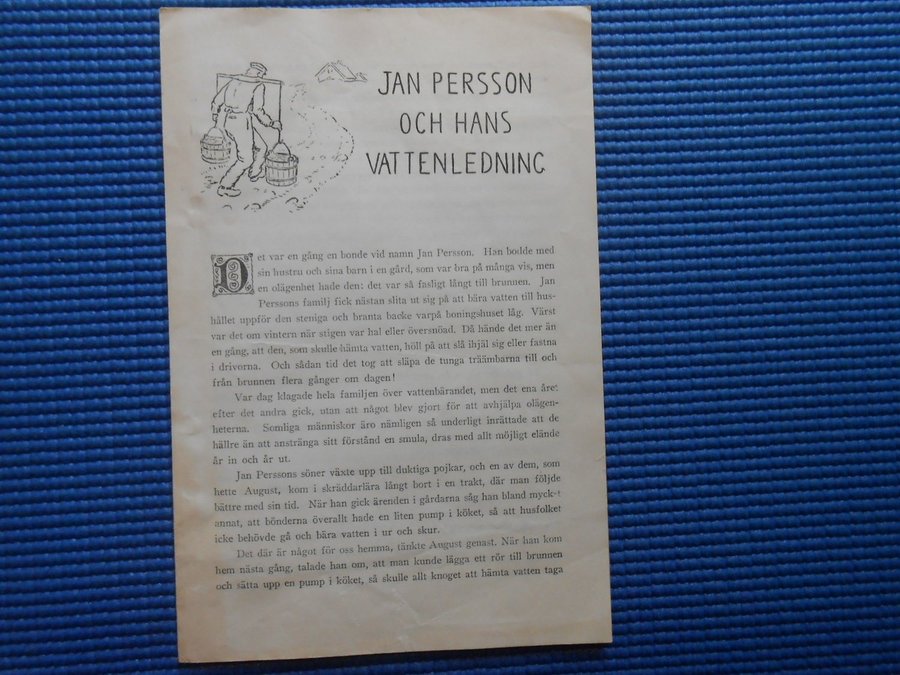 JAN PERSSON
OCH HANS
VATTENLEDNING
Det var en gång en bonde vid namn Jan Persson. Han bodde med
sin hustru och sina barn i en gård, som var bra på många vis, men
en olägenhet hade den: det var så fasligt långt till brunnen. Jan
Perssons familj fick nästan slita ut sig på att bära vatten till hus-
hållet uppför den steniga och branta backe varpå boningshuset låg. Värst
var det om vintern när stigen var hal eller översnöad. Då hände det mer än
en gång, att den, som skulle hämta vatten, höll på att slå ihjäl sig eller fastna
i drivorna. Och sådan tid det tog att släpa de tunga träämbarna till och
från brunnen flera gånger om dagen!
Var dag klagade hela familjen över vattenbärandet, men det ena året
efter det andra gick, utan att något blev gjort för att avhjälpa olägen-
heterna. Somliga människor äro nämligen så underligt inrättade att de
hällre än att anstränga sitt förstånd en smula, dras med allt möjligt elände
år in och år ut.
Jan Perssons söner växte upp till duktiga pojkar, och en av dem, som
hette August, kom i skräddarlära långt bort i en trakt, där man följde
bättre med sin tid. När han gick ärenden i gårdarna såg han bland mycket
annat, att bönderna överallt hade en liten pump i köket, så att husfolket
icke behövde gå och bära vatten i ur och skur.
Det där är något för oss hemma, tänkte August genast. När han kom
hem nästa gång, talade han om, att man kunde lägga ett rör till brunnen
och sätta upp en pump i köket, så skulle allt knoget att hämta vatten taga